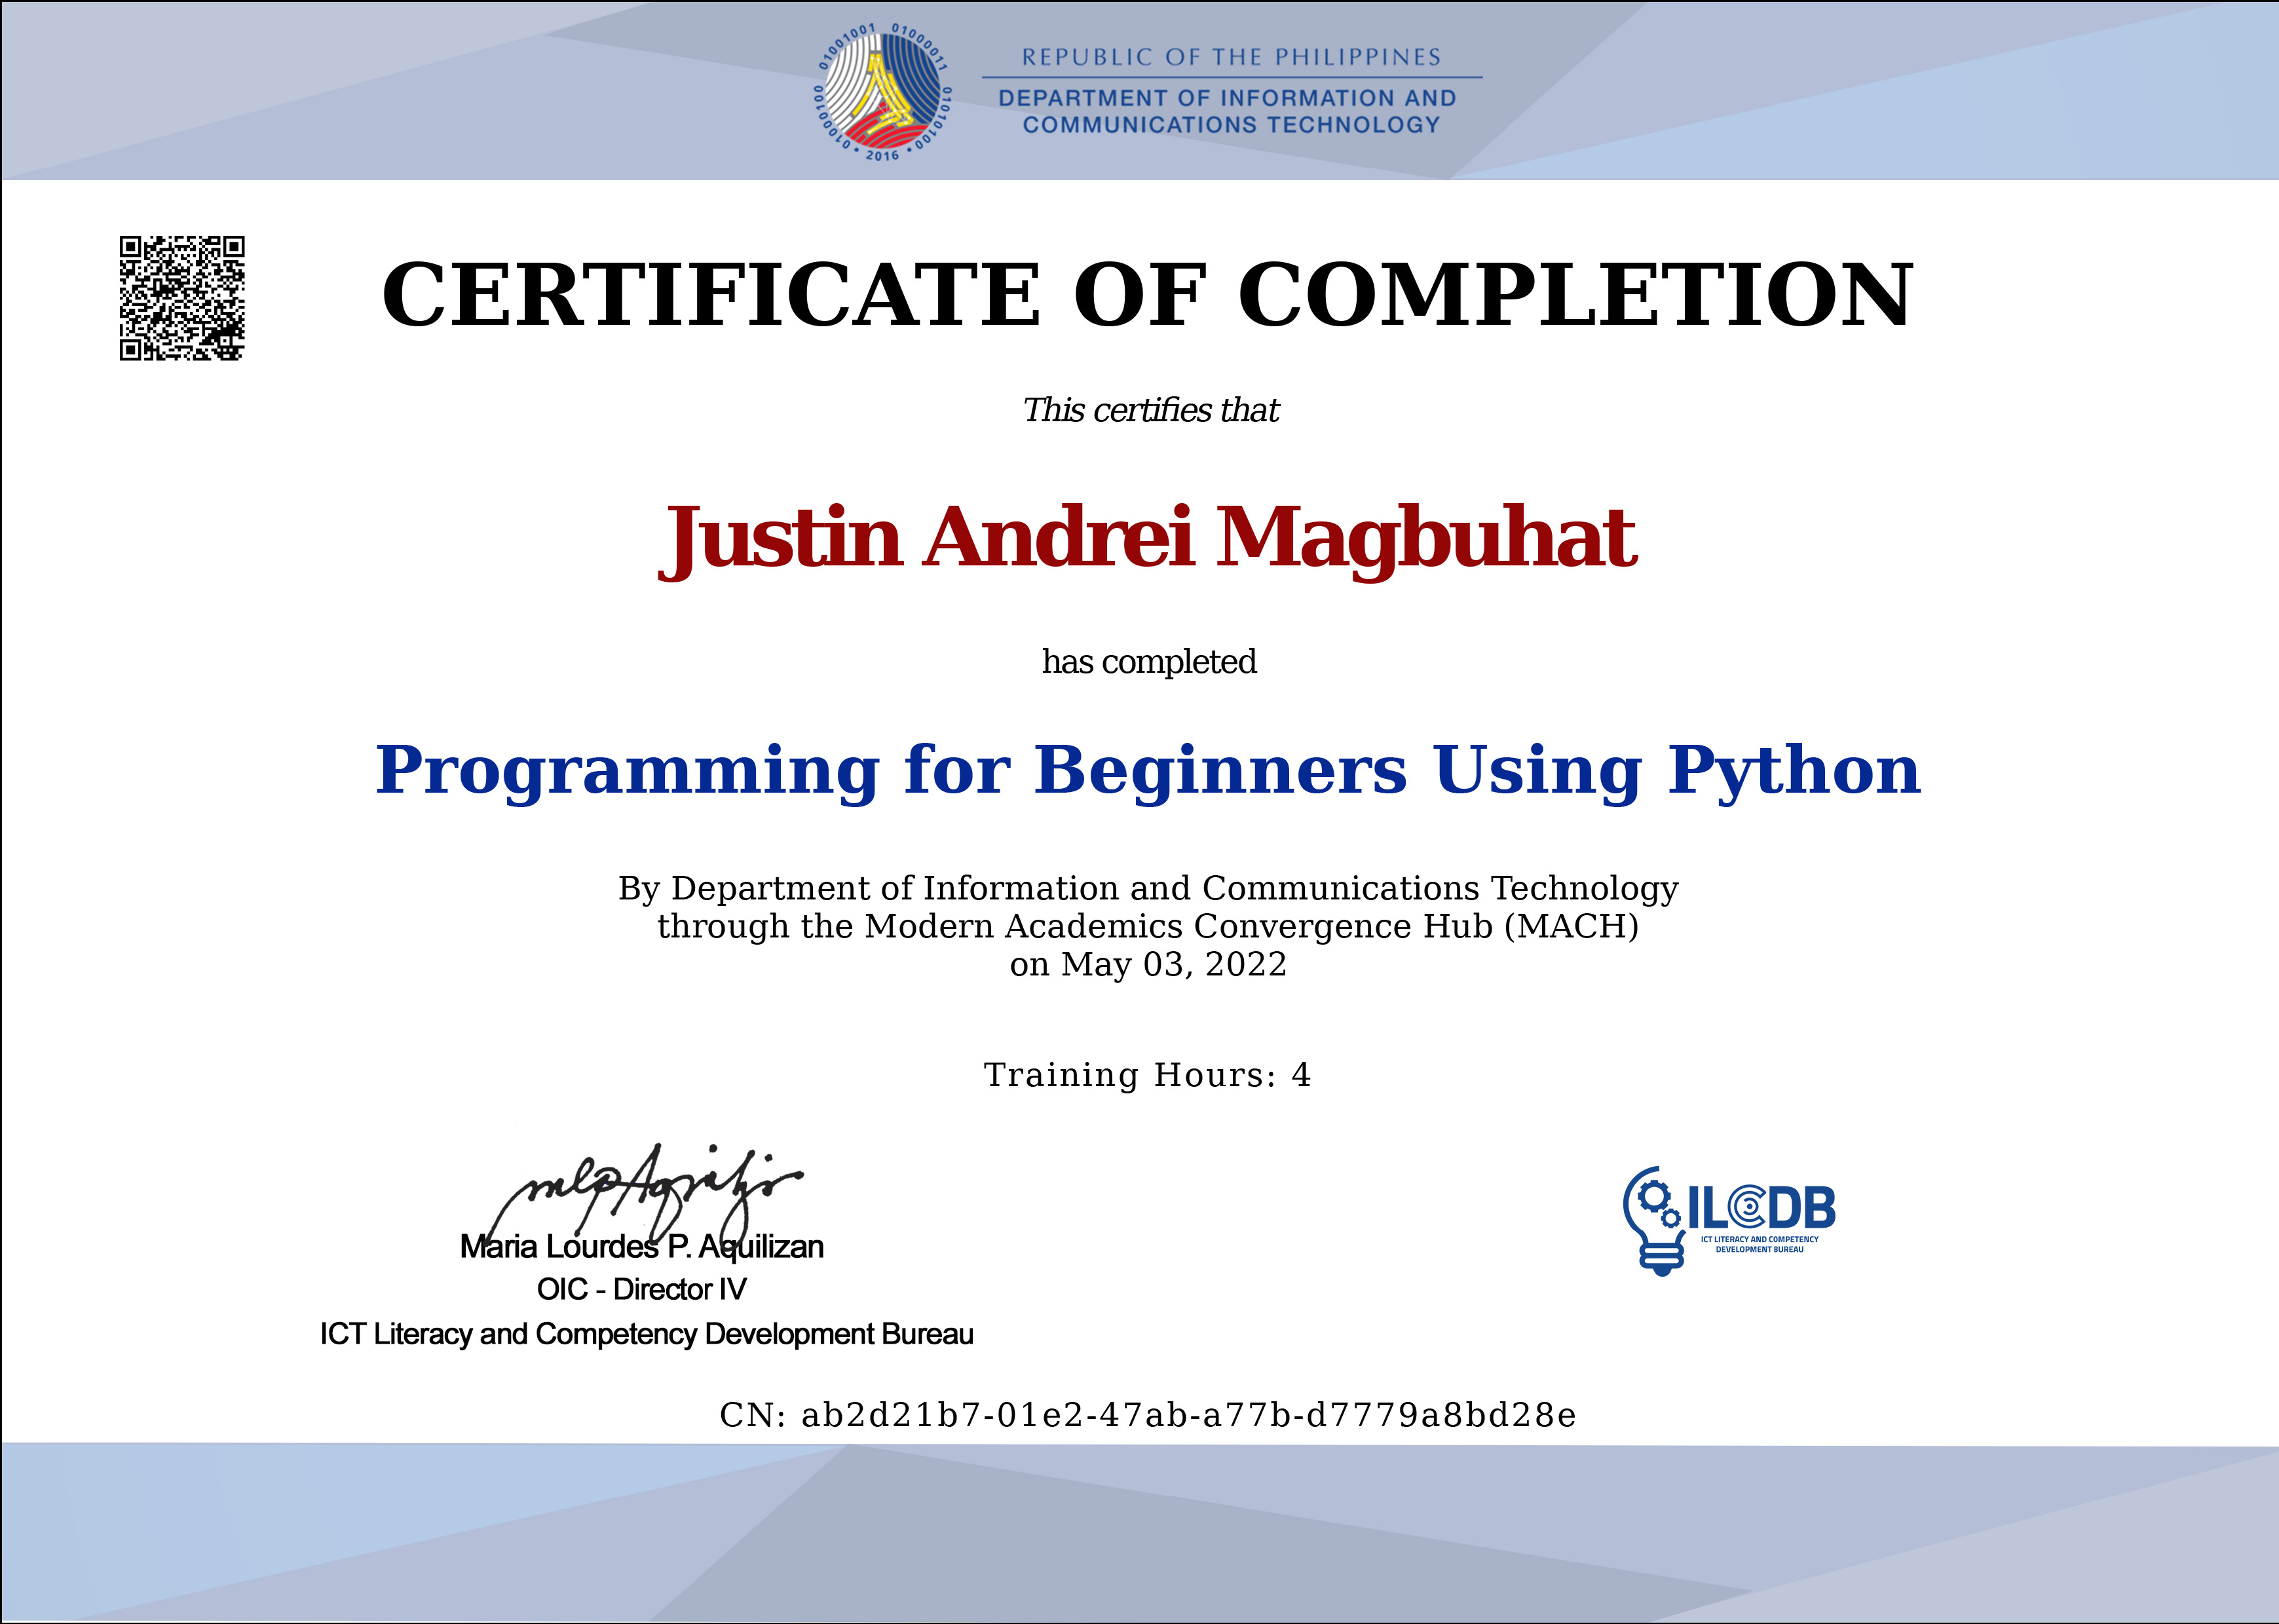 01001001 01000011 01010100 01000100 • 2016 •
REPUBLIC OF THE PHILIPPINES
DEPARTMENT OF INFORMATION AND
COMMUNICATIONS TECHNOLOGY
CERTIFICATE OF COMPLETION
This certifies that
Justin Andrei Magbuhat
has completed
Programming for Beginners Using Python
By Department of Information and Communications Technology
through the Modern Academics Convergence Hub (MACH)
on May 03, 2022
Training Hours: 4
Maria Lourdes P. Aquilizan
OIC - Director IV
ICT Literacy and Competency Development Bureau
ILCDB
ICT LITERACY AND COMPETENCY
DEVELOPMENT BUREAU
CN: ab2d21b7-01e2-47ab-a77b-d7779a8bd28e